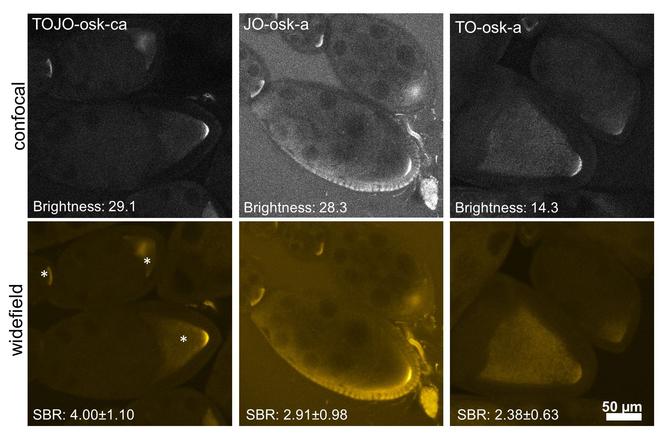 TOJO-osk-ca
JO-osk-a
TO-osk-a
confocal
Brightness: 29.1
Brightness: 28.3
Brightness: 14.3
widefield
*
*
*
SBR: 4.00±1.10
SBR: 2.91±0.98
SBR: 2.38±0.63
50 µm